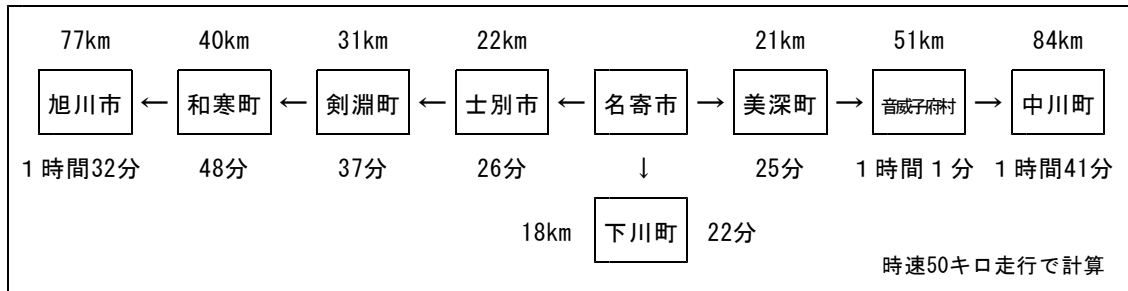 77km 40km 31km 22km 21km 51km 84km
旭川市 ← 和寒町 ← 剣淵町 ← 士別市 ← 名寄市 → 美深町 → 音威子府村 → 中川町
1時間32分 48分 37分 26分 ↓ 25分 1時間1分 1時間41分
18km 下川町 22分
時速50キロ走行で計算